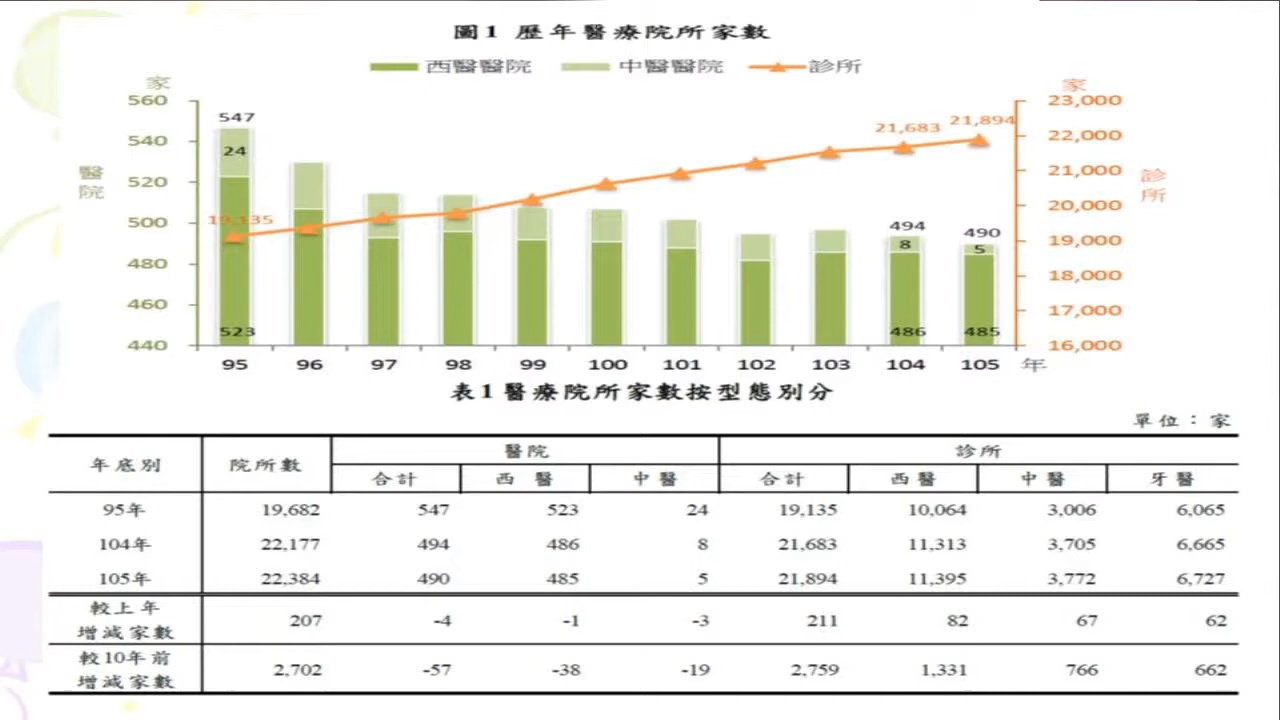 圖1 歷年醫療院所家數
西醫醫院 中醫醫院 診所
家 家
560 547 21,683 21,894 23,000
540 24 22,000
醫院 520 21,000 診所
500 19,135 494 490 20,000
480 8 5 19,000
460 18,000
523 486 485 17,000
440 16,000
95 96 97 98 99 100 101 102 103 104 105 年
表1 醫療院所家數按型態別分
單位：家
年底別 院所數 醫院 診所
合計 西醫 中醫 合計 西醫 中醫 牙醫
95年 19,682 547 523 24 19,135 10,064 3,006 6,065
104年 22,177 494 486 8 21,683 11,313 3,705 6,665
105年 22,384 490 485 5 21,894 11,395 3,772 6,727
較上年
增減家數 207 -4 -1 -3 211 82 67 62
較10年前
增減家數 2,702 -57 -38 -19 2,759 1,331 766 662